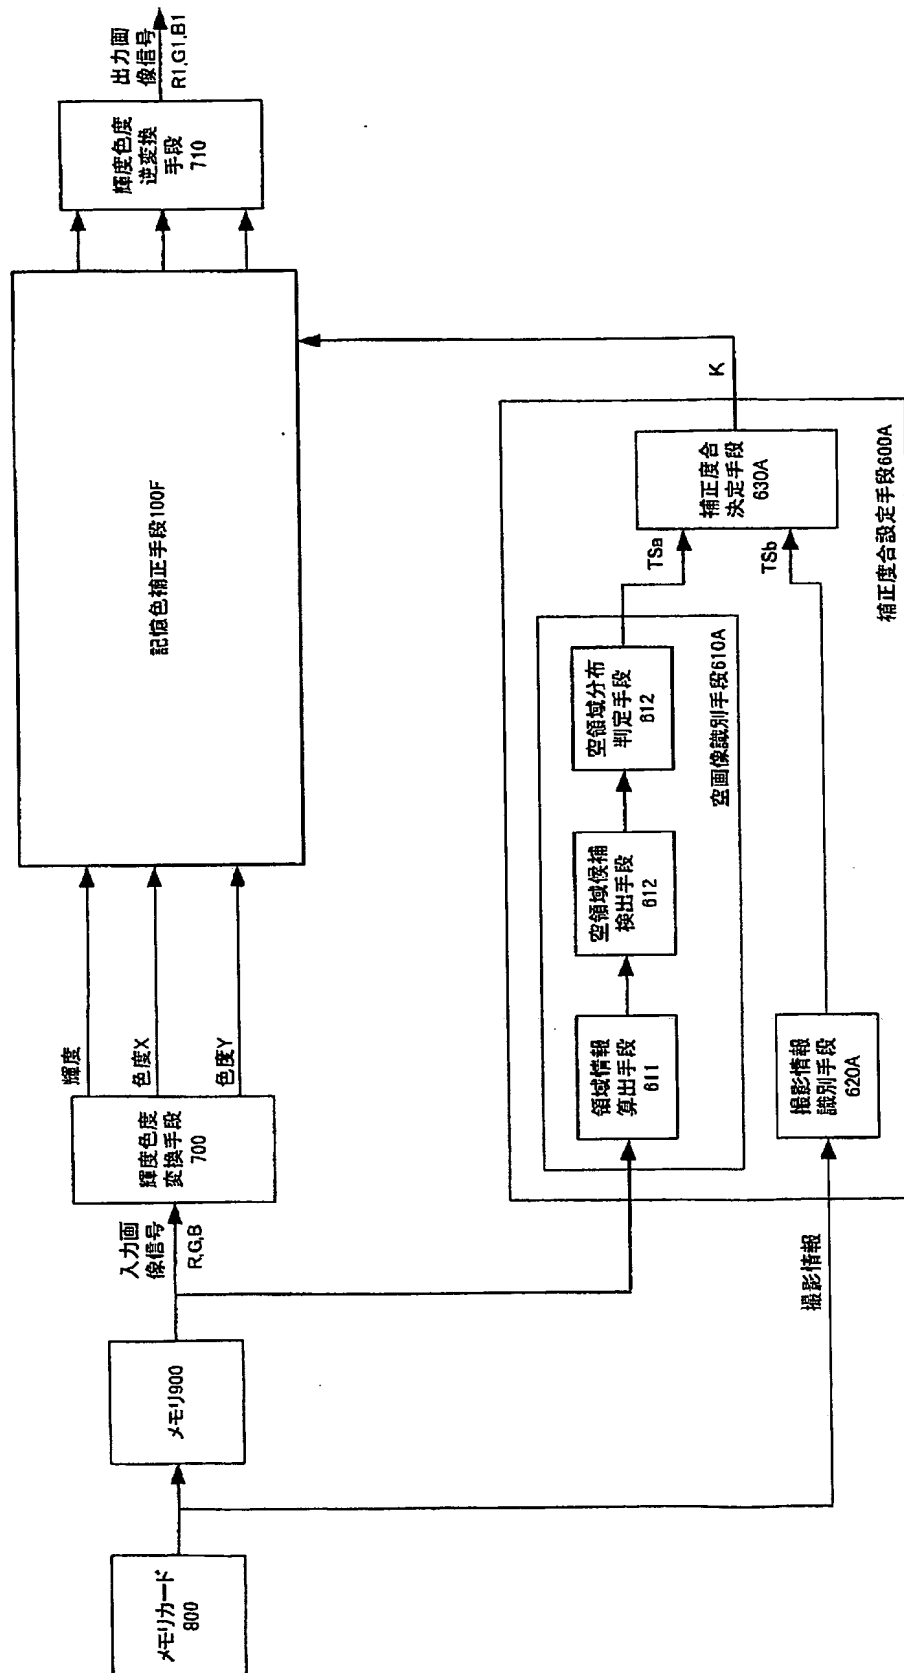 メモリカード
800
メモリ900
入力画
像信号
R,G,B
輝度色度
変換手段
700
輝度
色度X
色度Y
記憶色補正手段100F
輝度色度
逆変換
手段
710
出力画
像信号
R1,G1,B1
撮影情報
領域情報
算出手段
611
空領域候補
検出手段
612
空領域分布
判定手段
612
空画像識別手段610A
撮影情報
識別手段
620A
TSa
TSb
補正度合
決定手段
630A
K
補正度合設定手段600A